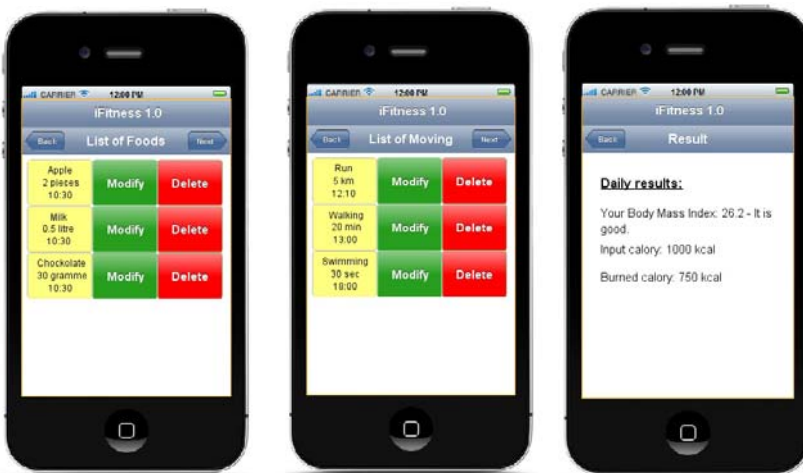 CARRIER 12:00 PM
iFitness 1.0
Back List of Foods Next
Apple
2 pieces
10:30
Modify Delete
Milk
0.5 litre
10:30
Modify Delete
Chockolate
30 gramme
10:30
Modify Delete
CARRIER 12:00 PM
iFitness 1.0
Back List of Moving Next
Run
5 km
12:10
Modify Delete
Walking
20 min
13:00
Modify Delete
Swimming
30 sec
18:00
Modify Delete
CARRIER 12:00 PM
iFitness 1.0
Back Result
Daily results:
Your Body Mass Index: 26.2 - It is
good.
Input calory: 1000 kcal
Burned calory: 750 kcal